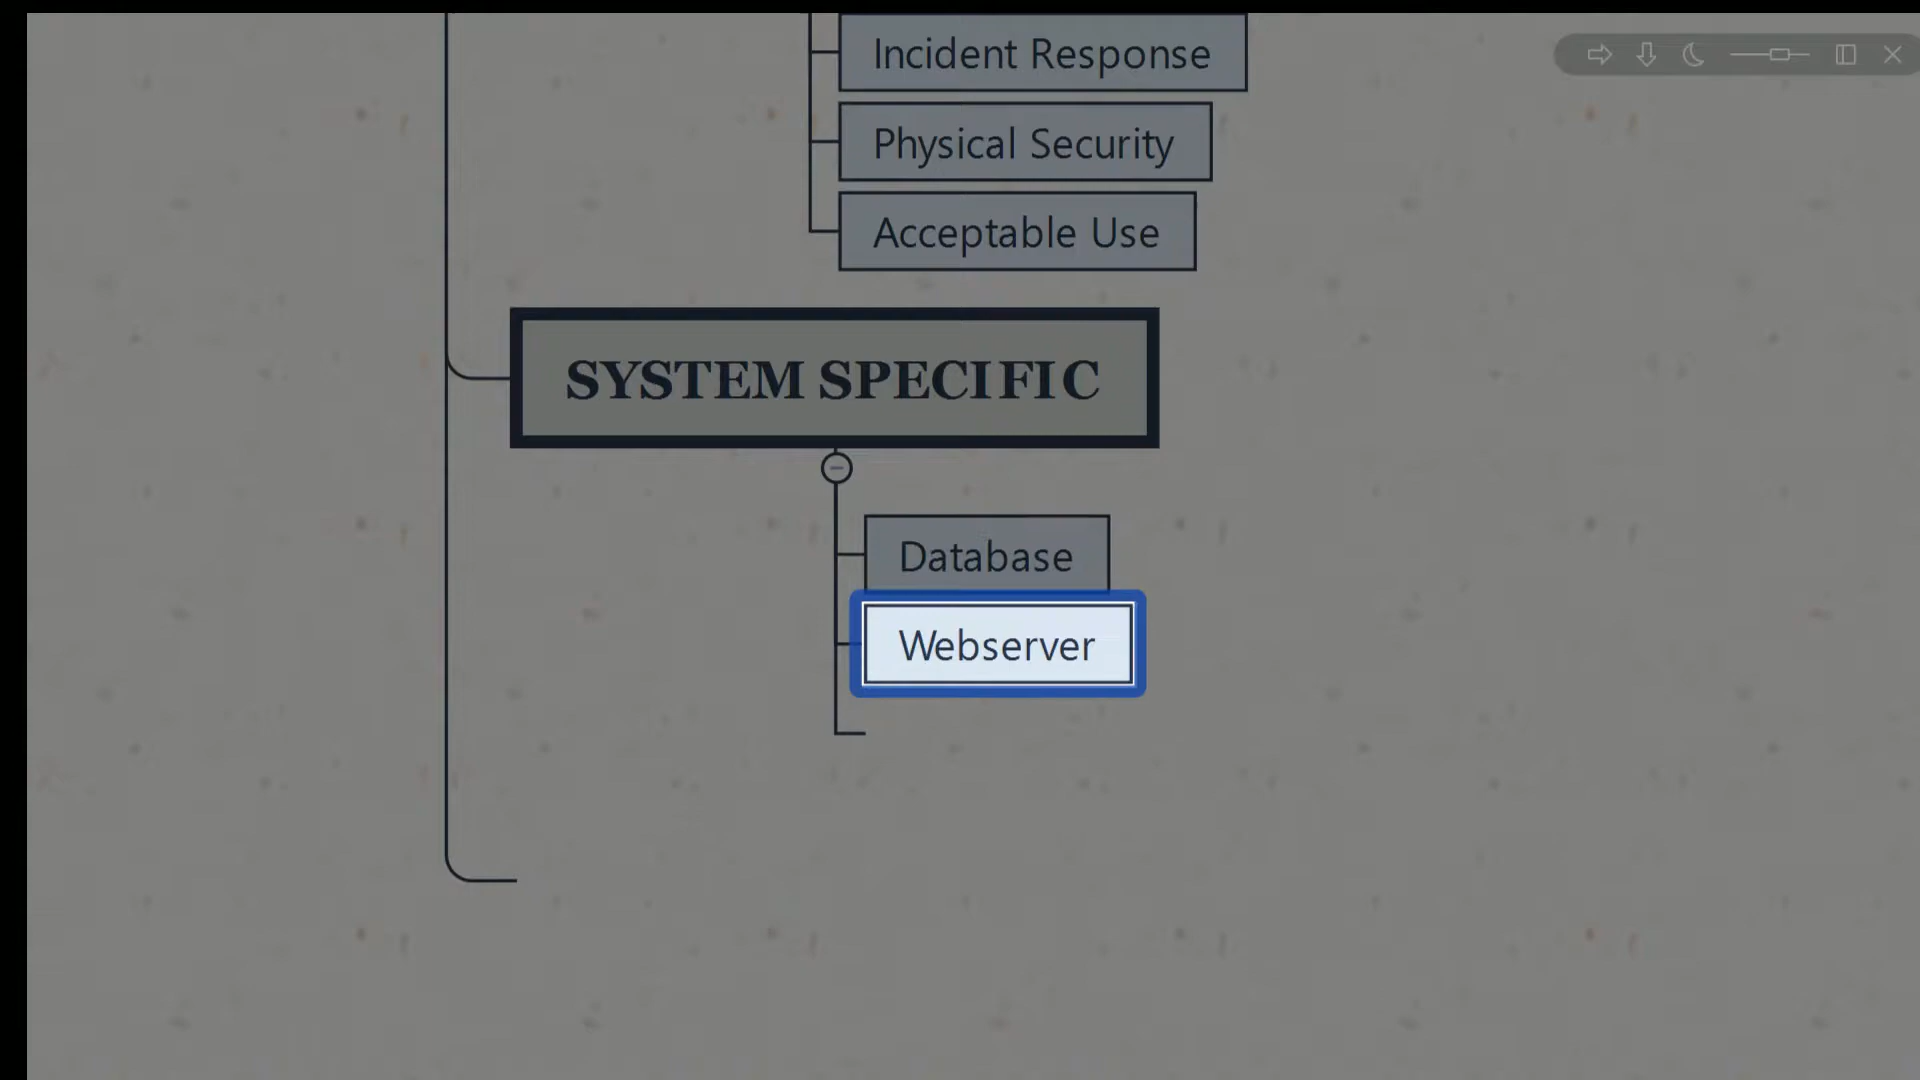 Incident Response
Physical Security
Acceptable Use
SYSTEM SPECIFIC
Database
Webserver